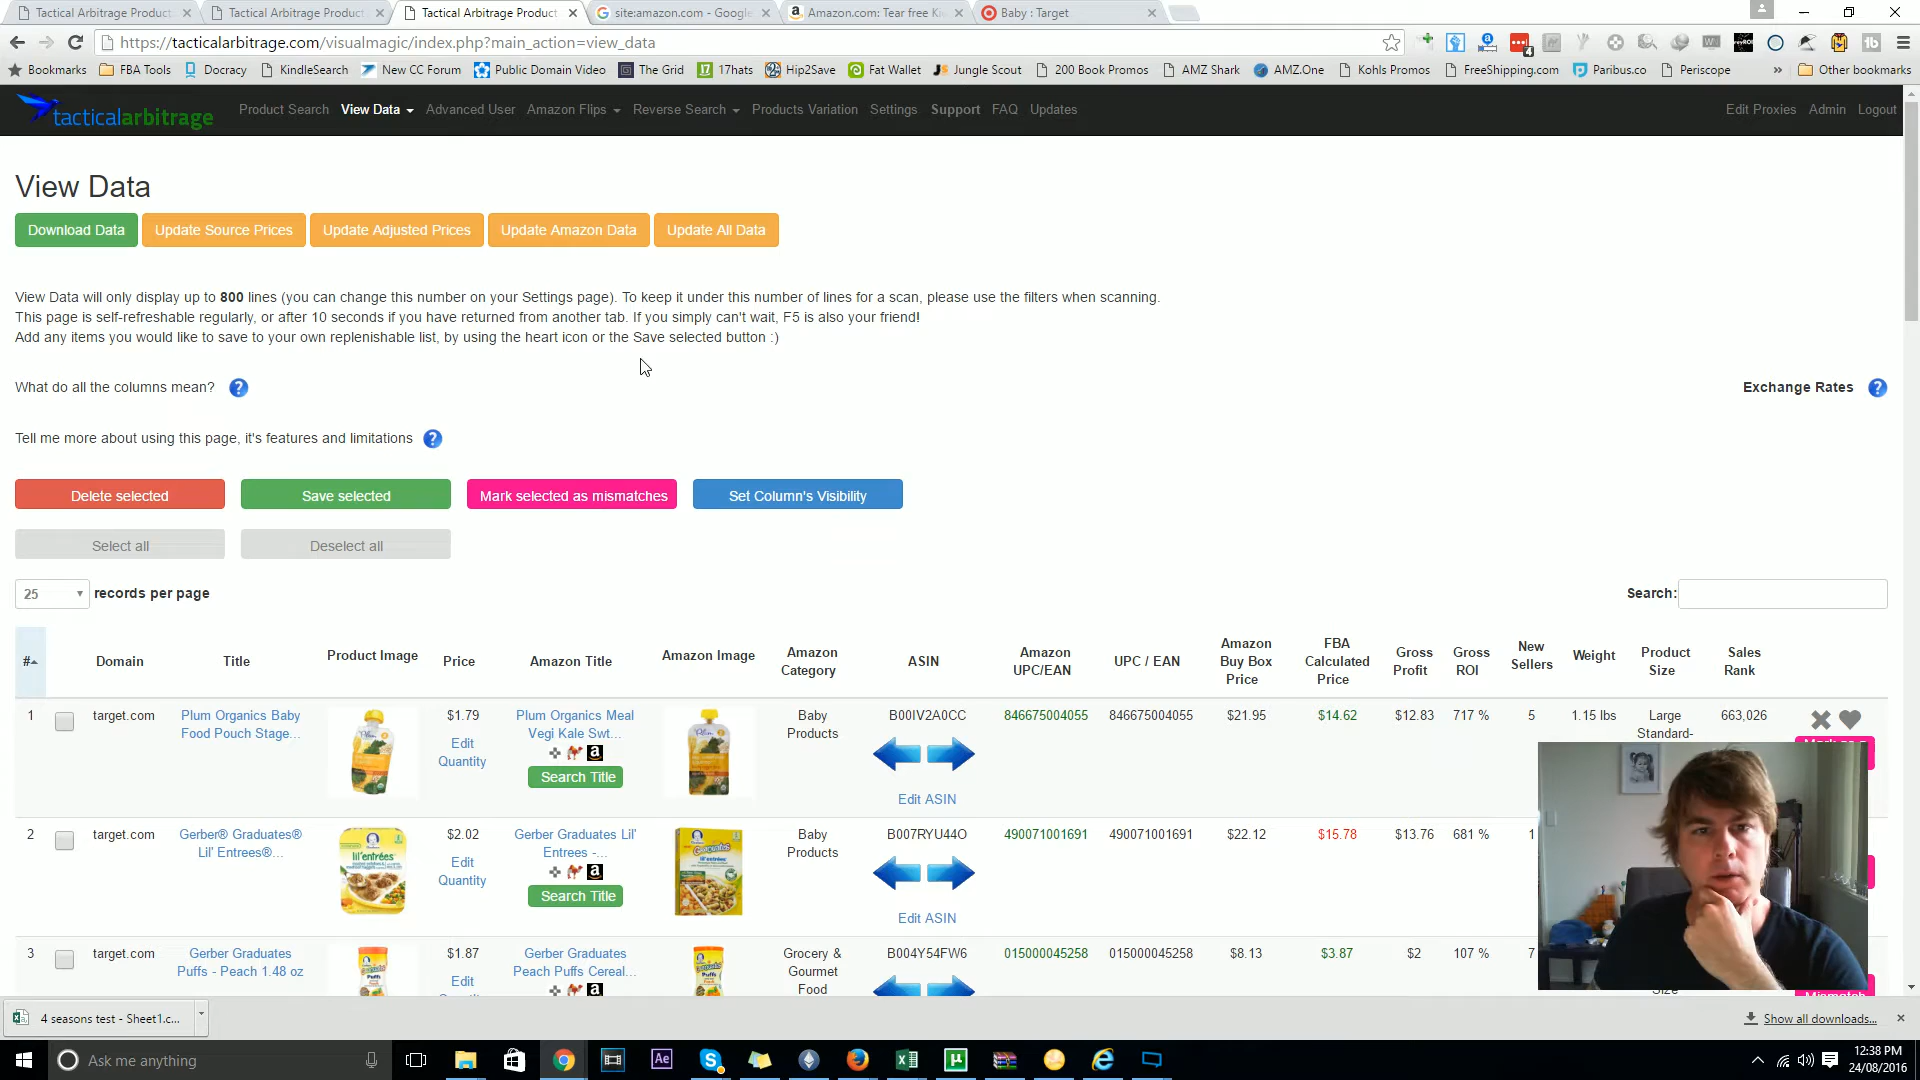 Tactical Arbitrage Product
Tactical Arbitrage Product
Tactical Arbitrage Product
site:amazon.com - Google
Amazon.com: Tear free Ki
Baby : Target
https://tacticalarbitrage.com/visualmagic/index.php?main_action=view_data
Bookmarks
FBA Tools
Docracy
KindleSearch
New CC Forum
Public Domain Video
The Grid
17hats
Hip2Save
Fat Wallet
Jungle Scout
200 Book Promos
AMZ Shark
AMZ.One
Kohls Promos
FreeShipping.com
Paribus.co
Periscope
»
Other bookmarks
tacticalarbitrage
Product Search
View Data
Advanced User
Amazon Flips
Reverse Search
Products Variation
Settings
Support
FAQ
Updates
Edit Proxies
Admin
Logout
View Data
Download Data
Update Source Prices
Update Adjusted Prices
Update Amazon Data
Update All Data
View Data will only display up to 800 lines (you can change this number on your Settings page). To keep it under this number of lines for a scan, please use the filters when scanning.
This page is self-refreshable regularly, or after 10 seconds if you have returned from another tab. If you simply can't wait, F5 is also your friend!
Add any items you would like to save to your own replenishable list, by using the heart icon or the Save selected button :)
What do all the columns mean? ?
Exchange Rates ?
Tell me more about using this page, it's features and limitations ?
Delete selected
Save selected
Mark selected as mismatches
Set Column's Visibility
Select all
Deselect all
25 records per page
Search:
#
Domain
Title
Product Image
Price
Amazon Title
Amazon Image
Amazon
Category
ASIN
Amazon
UPC/EAN
UPC / EAN
Amazon
Buy Box
Price
FBA
Calculated
Price
Gross
Profit
Gross
ROI
New
Sellers
Weight
Product
Size
Sales
Rank
1
target.com
Plum Organics Baby
Food Pouch Stage...
$1.79
Edit
Quantity
Plum Organics Meal
Vegi Kale Swt...
Search Title
Baby
Products
B00IV2A0CC
Edit ASIN
846675004055
846675004055
$21.95
$14.62
$12.83
717 %
5
1.15 lbs
Large
Standard-
663,026
2
target.com
Gerber® Graduates®
Lil' Entrees®...
lil'entrées
$2.02
Edit
Quantity
Gerber Graduates Lil'
Entrees -...
Search Title
Baby
Products
B007RYU44O
Edit ASIN
490071001691
490071001691
$22.12
$15.78
$13.76
681 %
1
3
target.com
Gerber Graduates
Puffs - Peach 1.48 oz
$1.87
Edit
Gerber Graduates
Peach Puffs Cereal...
Grocery &
Gourmet
Food
B004Y54FW6
015000045258
015000045258
$8.13
$3.87
$2
107 %
7
4 seasons test - Sheet1.c...
Show all downloads...
Ask me anything
12:38 PM
24/08/2016